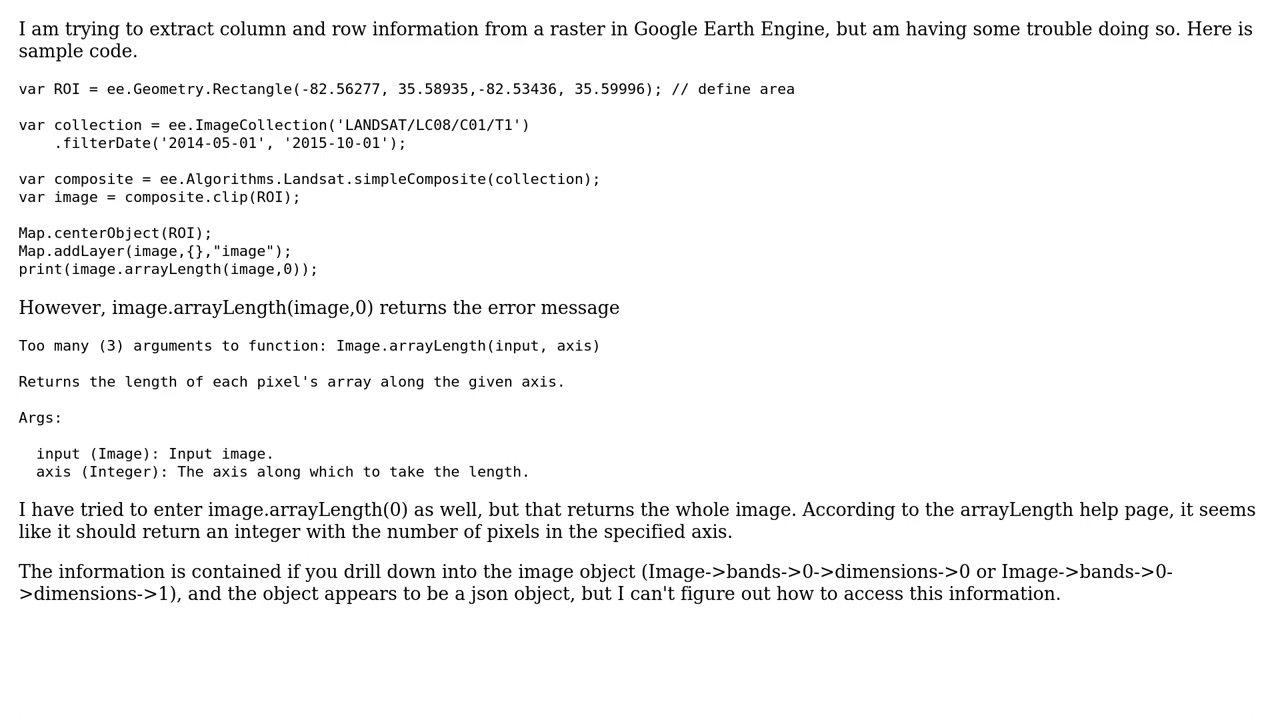 I am trying to extract column and row information from a raster in Google Earth Engine, but am having some trouble doing so. Here is
sample code.
var ROI = ee.Geometry.Rectangle(-82.56277, 35.58935,-82.53436, 35.59996); // define area
var collection = ee.ImageCollection('LANDSAT/LC08/C01/T1')
    .filterDate('2014-05-01', '2015-10-01');
var composite = ee.Algorithms.Landsat.simpleComposite(collection);
var image = composite.clip(ROI);
Map.centerObject(ROI);
Map.addLayer(image,{},"image");
print(image.arrayLength(image,0));
However, image.arrayLength(image,0) returns the error message
Too many (3) arguments to function: Image.arrayLength(input, axis)
Returns the length of each pixel's array along the given axis.
Args:
  input (Image): Input image.
  axis (Integer): The axis along which to take the length.
I have tried to enter image.arrayLength(0) as well, but that returns the whole image. According to the arrayLength help page, it seems
like it should return an integer with the number of pixels in the specified axis.
The information is contained if you drill down into the image object (Image->bands->0->dimensions->0 or Image->bands->0-
>dimensions->1), and the object appears to be a json object, but I can't figure out how to access this information.